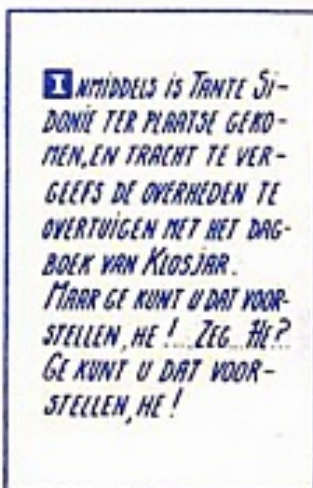 INMIDDELS IS TANTE SI-
DONIE TER PLAATSE GEKO-
MEN, EN TRACHT TE VER-
GEEFS DE OVERHEDEN TE
OVERTUIGEN MET HET DAG-
BOEK VAN KLOSJAR.
MAAR GE KUNT U DAT VOOR-
STELLEN, HE!...ZEG...HE?
GE KUNT U DAT VOOR-
STELLEN, HE!